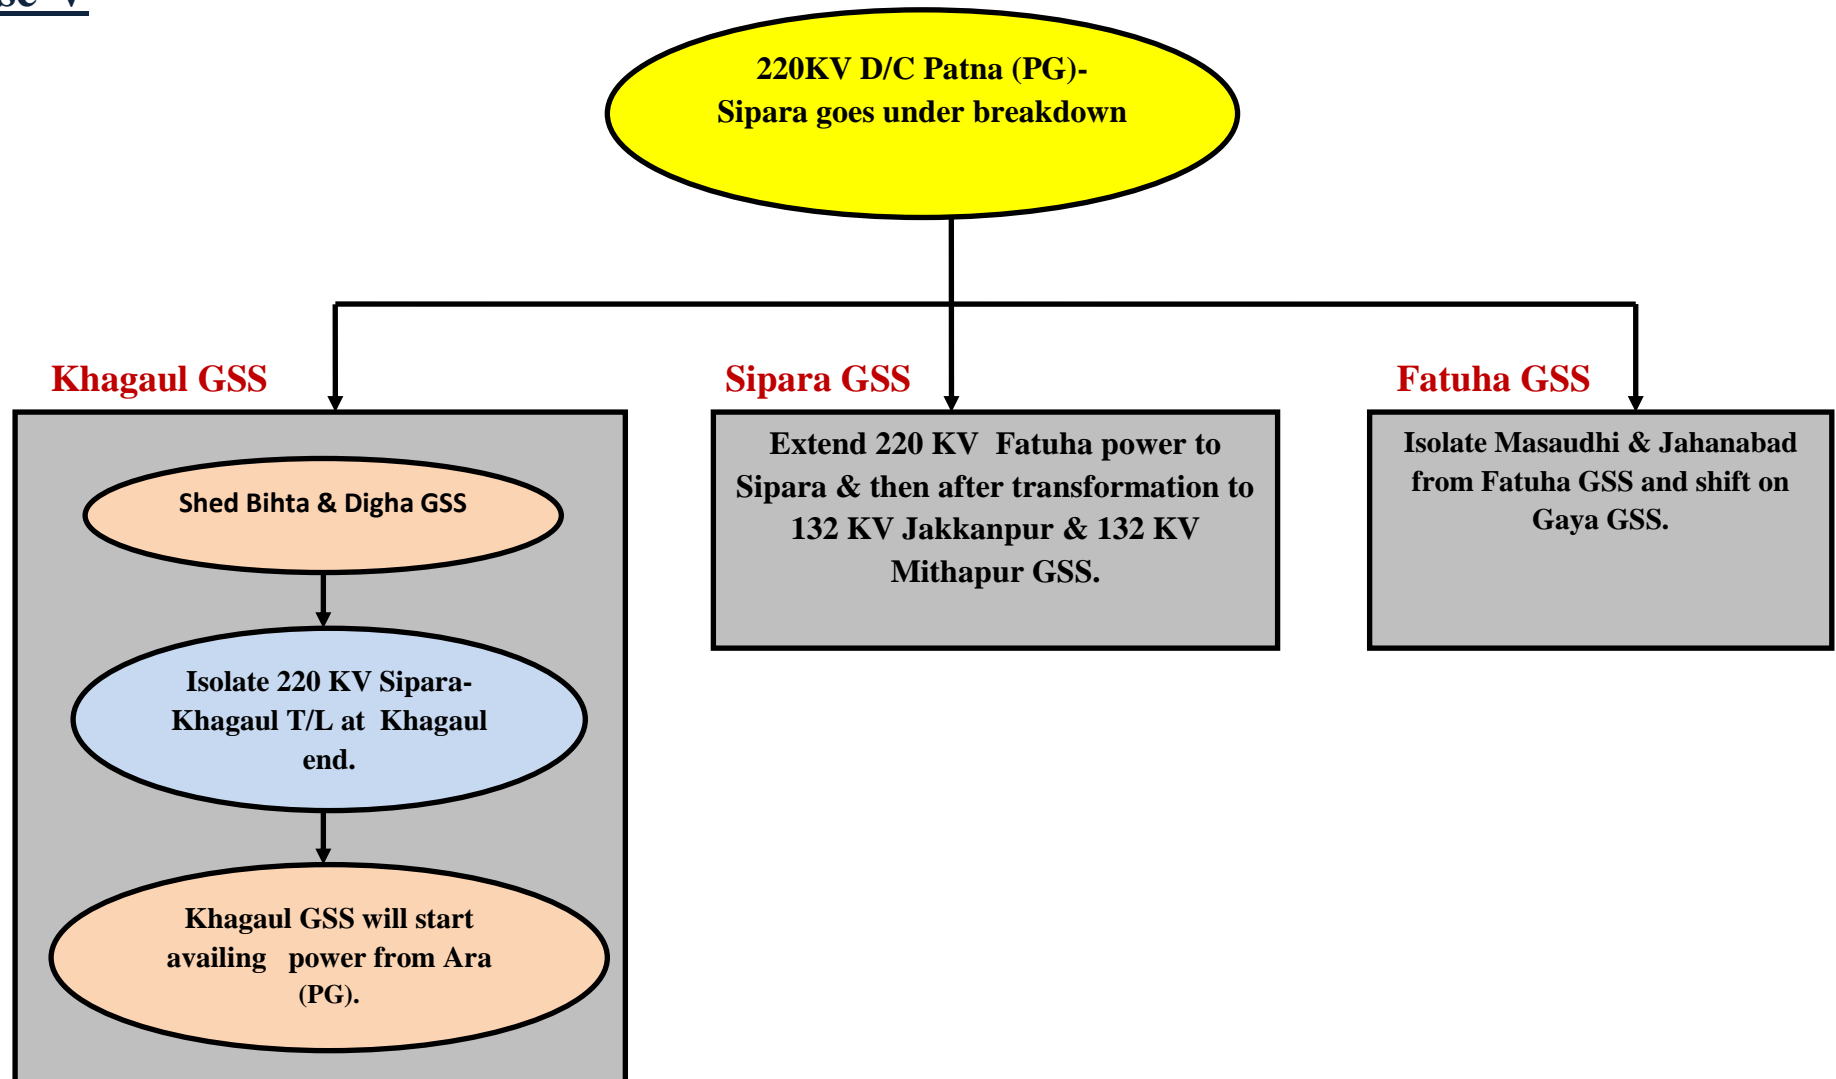 220KV D/C Patna (PG)-
Sipara goes under breakdown
Khagaul GSS
Shed Bihta & Digha GSS
Isolate 220 KV Sipara-
Khagaul T/L at Khagaul
end.
Khagaul GSS will start
availing power from Ara
(PG).
Sipara GSS
Extend 220 KV Fatuha power to
Sipara & then after transformation to
132 KV Jakkanpur & 132 KV
Mithapur GSS.
Fatuha GSS
Isolate Masaudhi & Jahanabad
from Fatuha GSS and shift on
Gaya GSS.